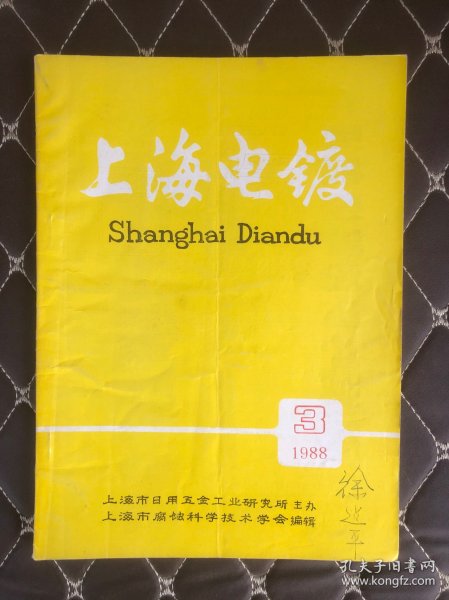 上海电镀
Shanghai Diandu
3
1988
上海市日用五金工业研究所 主办
上海市腐蚀科学技术学会 编辑
徐
平
孔夫子旧书网
www.kongfz.com